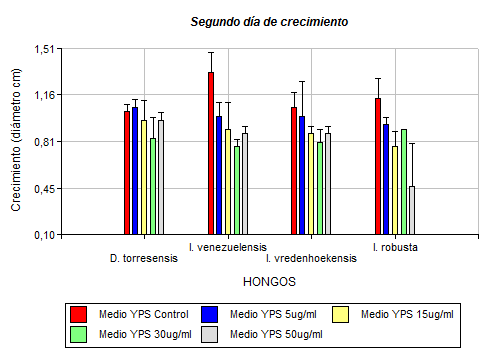 Segundo día de crecimiento
Crecimiento (diámetro cm)
1,51
1,16
0,81
0,45
0,10
D. torresensis
I. venezuelensis
I. vredenhoekensis
I. robusta
HONGOS
Medio YPS Control Medio YPS 5ug/ml Medio YPS 15ug/ml
Medio YPS 30ug/ml Medio YPS 50ug/ml